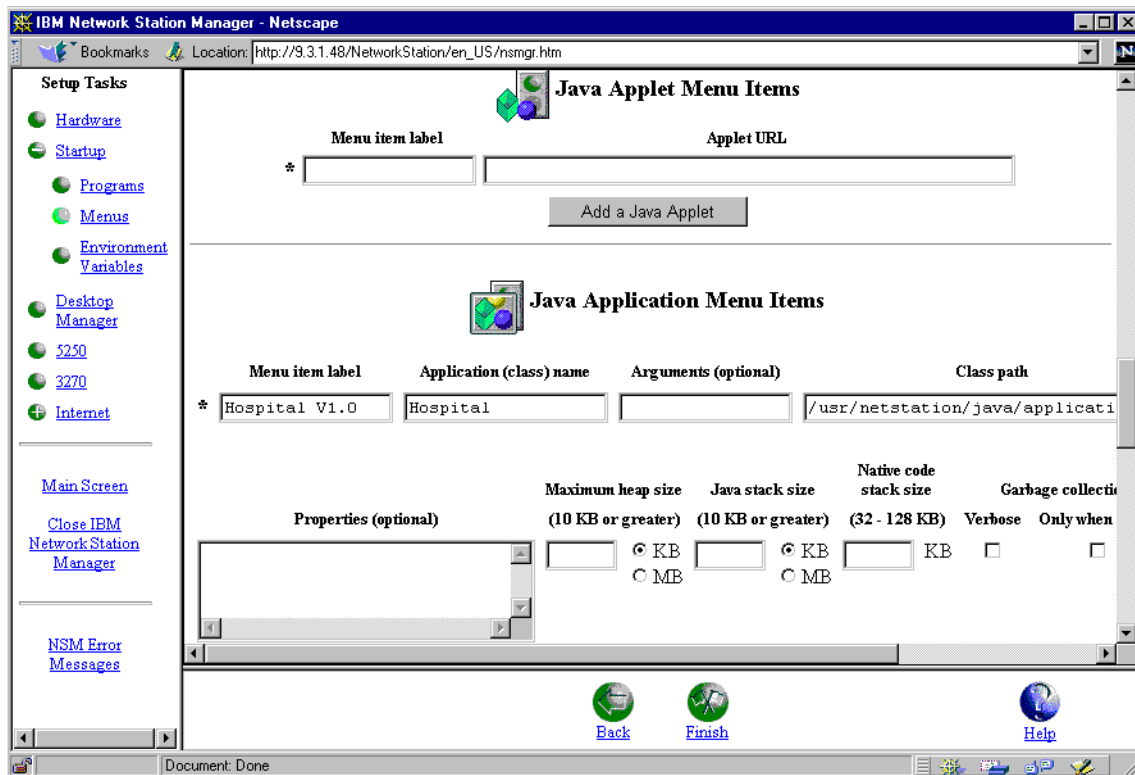 IBM Network Station Manager - Netscape
Bookmarks Location: http://9.3.1.48/NetworkStation/en_US/nsmgr.htm
N
Setup Tasks
Hardware
Startup
Programs
Menus
Environment
Variables
Desktop
Manager
5250
3270
Internet
Main Screen
Close IBM
Network Station
Manager
NSM Error
Messages
Java Applet Menu Items
Menu item label Applet URL
*
Add a Java Applet
Java Application Menu Items
Menu item label Application (class) name Arguments (optional) Class path
* Hospital V1.0 Hospital /usr/netstation/java/applicati
Native code
Maximum heap size Java stack size stack size Garbage collectio
Properties (optional) (10 KB or greater) (10 KB or greater) (32 - 128 KB) Verbose Only when
KB KB KB
MB MB
Back Finish Help
Document: Done